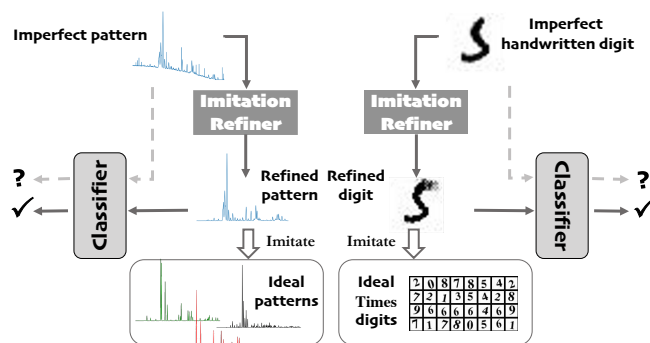 Imperfect pattern
Imperfect
handwritten digit
Imitation
Refiner
Imitation
Refiner
Classifier
?
✓
Refined
pattern
Refined
digit
Classifier
?
✓
Imitate
Imitate
Ideal
patterns
Ideal
Times
digits
2 0 8 7 8 5 4 2
7 2 1 3 5 4 2 8
9 6 6 6 6 4 6 9
7 1 7 8 0 5 6 1
S
S